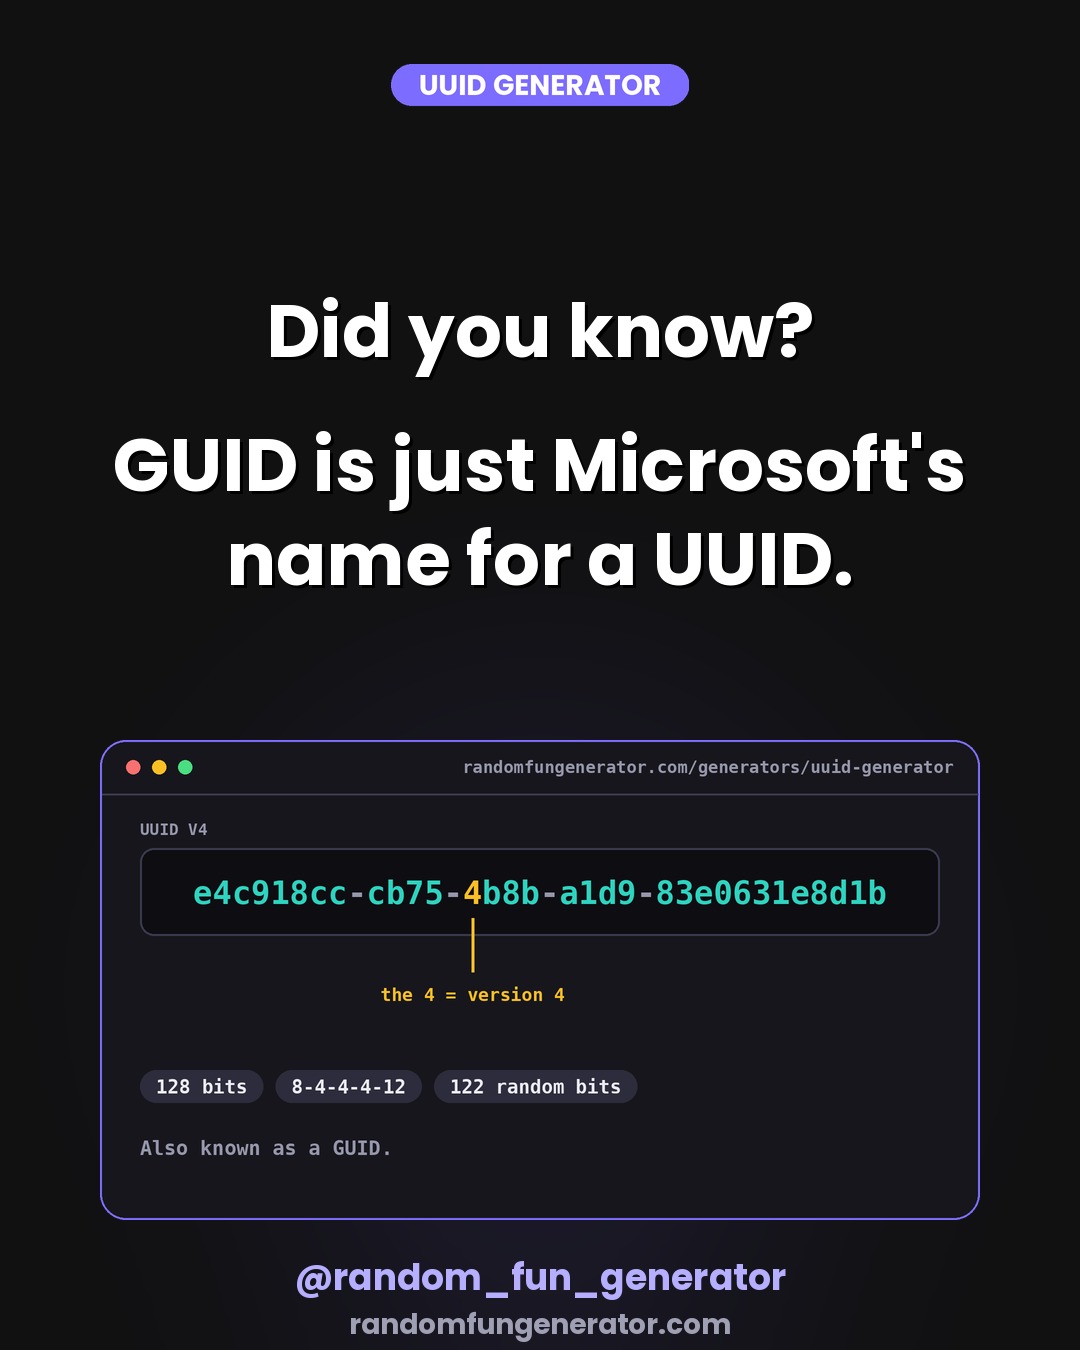 UUID GENERATOR
Did you know?
GUID is just Microsoft's
name for a UUID.
randomfungenerator.com/generators/uuid-generator
UUID V4
e4c918cc-cb75-4b8b-a1d9-83e0631e8d1b
the 4 = version 4
128 bits 8-4-4-4-12 122 random bits
Also known as a GUID.
@random_fun_generator
randomfungenerator.com